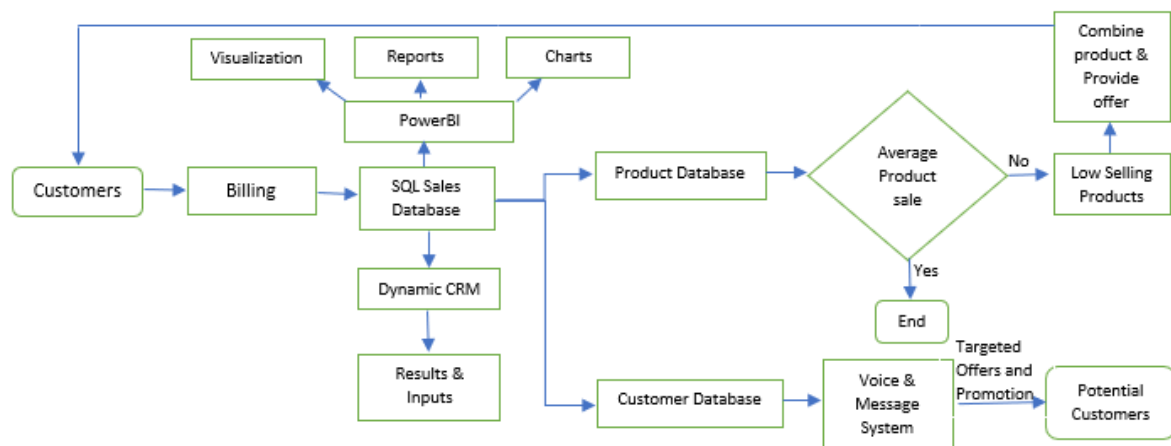 Combine
product &
Provide
offer
Visualization
Reports
Charts
PowerBI
Customers
Billing
SQL Sales
Database
Product Database
Average
Product
sale
No
Low Selling
Products
Yes
End
Dynamic CRM
Results &
Inputs
Customer Database
Voice &
Message
System
Targeted
Offers and
Promotion
Potential
Customers